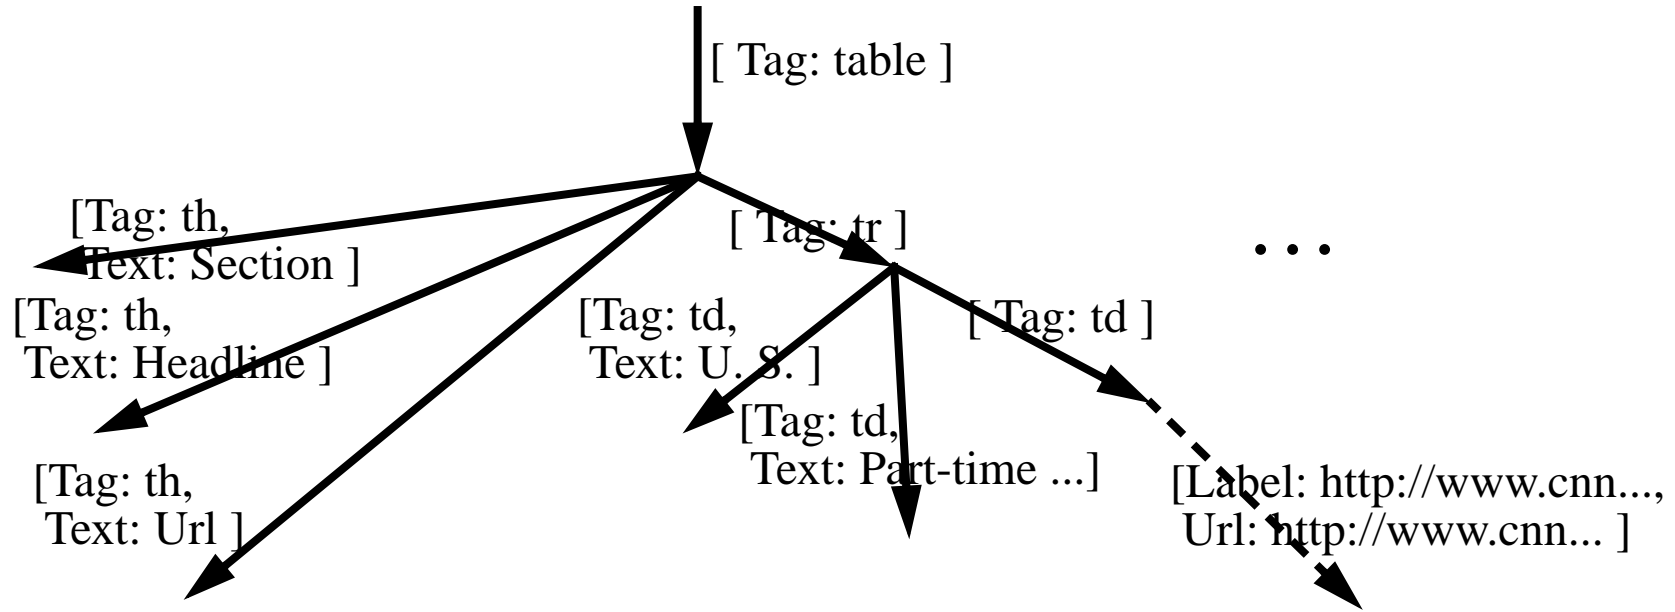 [ Tag: table ]
[Tag: th,
Text: Section ]
[ Tag: tr ]
. . .
[Tag: th,
Text: Headline ]
[Tag: td,
Text: U. S. ]
[ Tag: td ]
[Tag: td,
Text: Part-time ...]
[Tag: th,
Text: Url ]
[Label: http://www.cnn...,
Url: http://www.cnn... ]